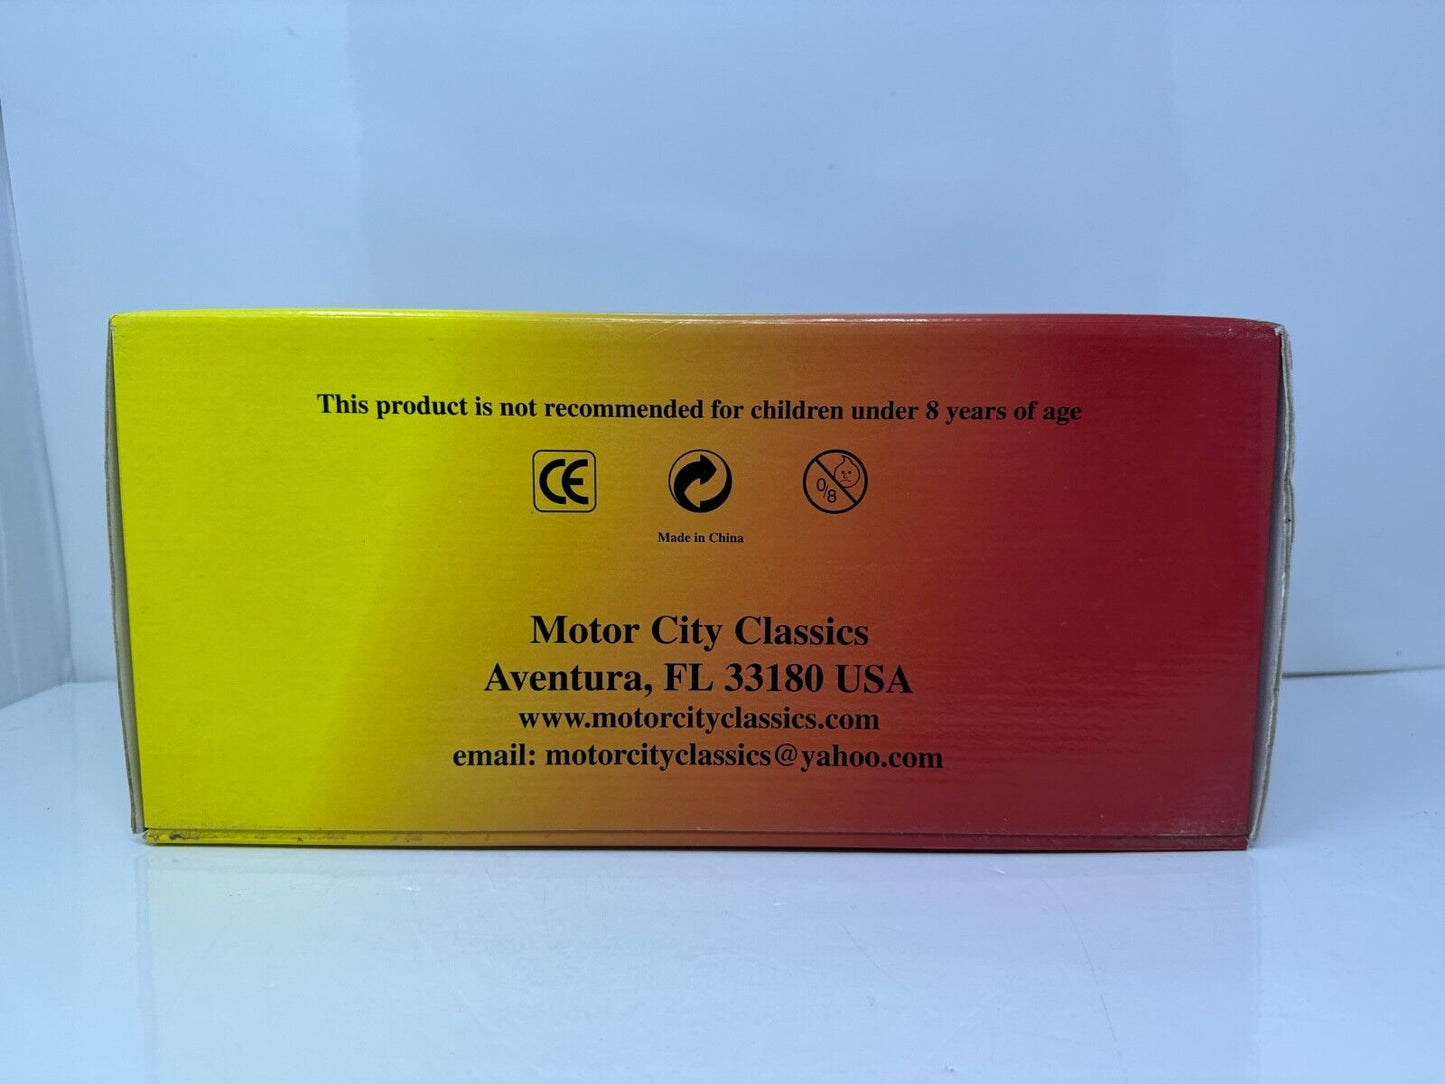 This product is not recommended for children under 8 years of age
CE
0/8
Made in China
Motor City Classics
Aventura, FL 33180 USA
www.motorcityclassics.com
email: motorcityclassics@yahoo.com